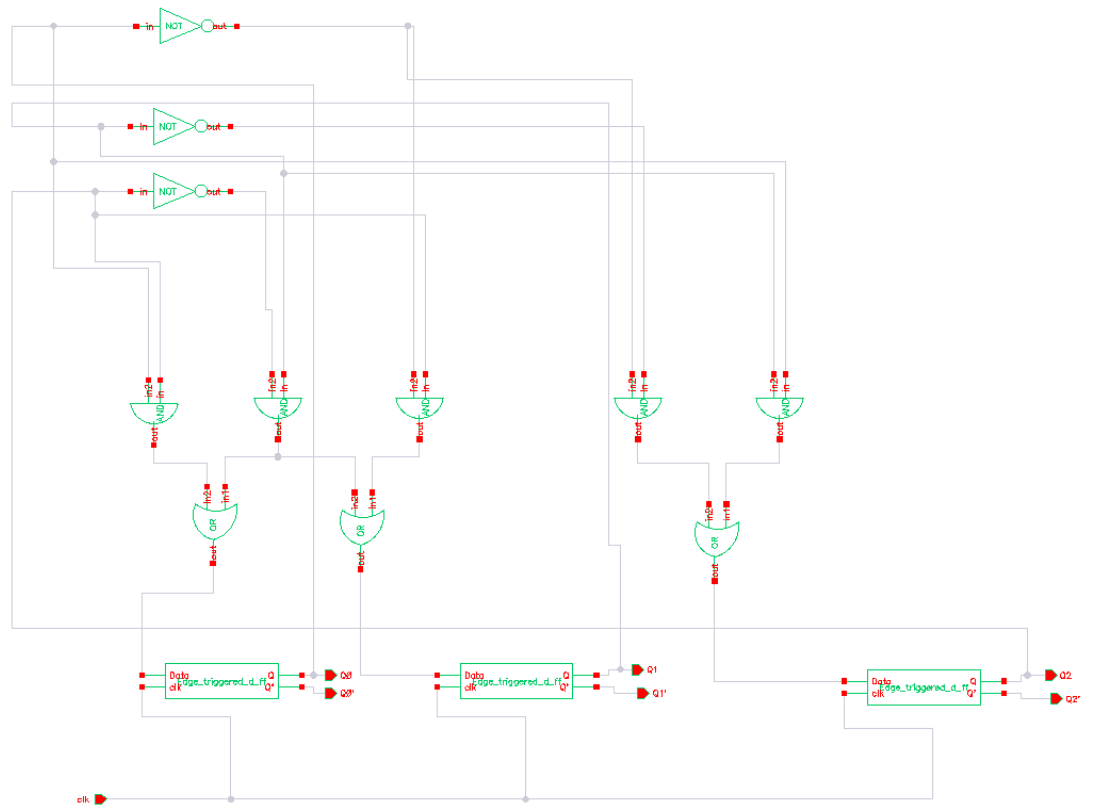 in NOT out
in NOT out
in NOT out
in2 in AND out
in2 in AND out
in2 in AND out
in2 in AND out
in2 in AND out
in2 in1 OR out
in2 in1 OR out
in2 in1 OR out
Data Q
Edge_triggered_d_ff
clk Q'
Q0
Q0'
Data Q
Edge_triggered_d_ff
clk Q'
Q1
Q1'
Data Q
Edge_triggered_d_ff
clk Q'
Q2
Q2'
clk